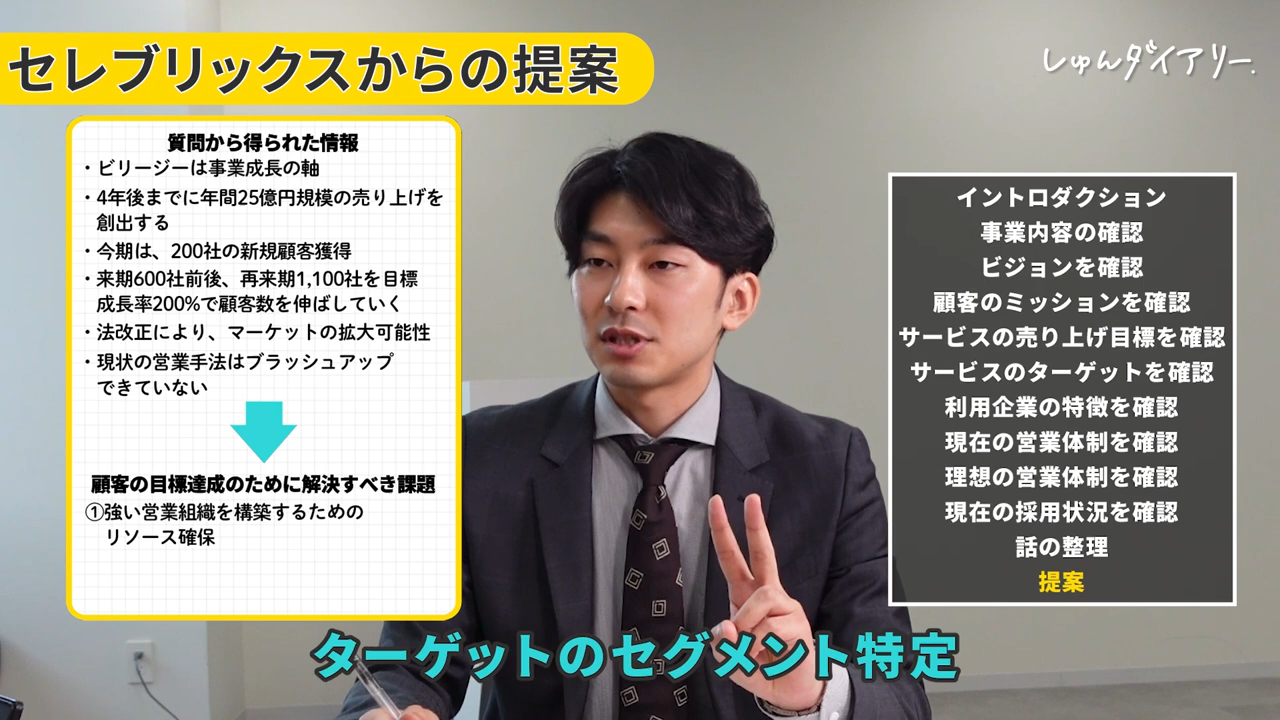 セレブリックスからの提案
しゅんダイアリー.
質問から得られた情報
・ビリージーは事業成長の軸
・4年後までに年間25億円規模の売り上げを
創出する
・今期は、200社の新規顧客獲得
・来期600社前後、再来期1,100社を目標
成長率200%で顧客数を伸ばしていく
・法改正により、マーケットの拡大可能性
・現状の営業手法はブラッシュアップ
できていない
顧客の目標達成のために解決すべき課題
①強い営業組織を構築するための
リソース確保
イントロダクション
事業内容の確認
ビジョンを確認
顧客のミッションを確認
サービスの売り上げ目標を確認
サービスのターゲットを確認
利用企業の特徴を確認
現在の営業体制を確認
理想の営業体制を確認
現在の採用状況を確認
話の整理
提案
ターゲットのセグメント特定